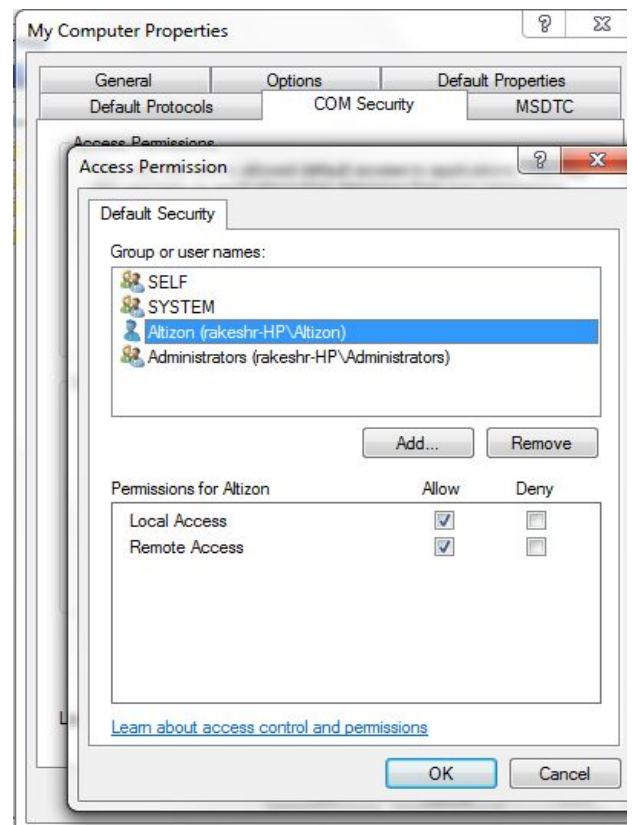 My Computer Properties
General Options Default Properties
Default Protocols COM Security MSDTC
Access Permissions
Access Permission
Default Security
Group or user names:
SELF
SYSTEM
Altizon (rakeshr-HP\Altizon)
Administrators (rakeshr-HP\Administrators)
Add... Remove
Permissions for Altizon Allow Deny
Local Access
Remote Access
Learn about access control and permissions
OK Cancel